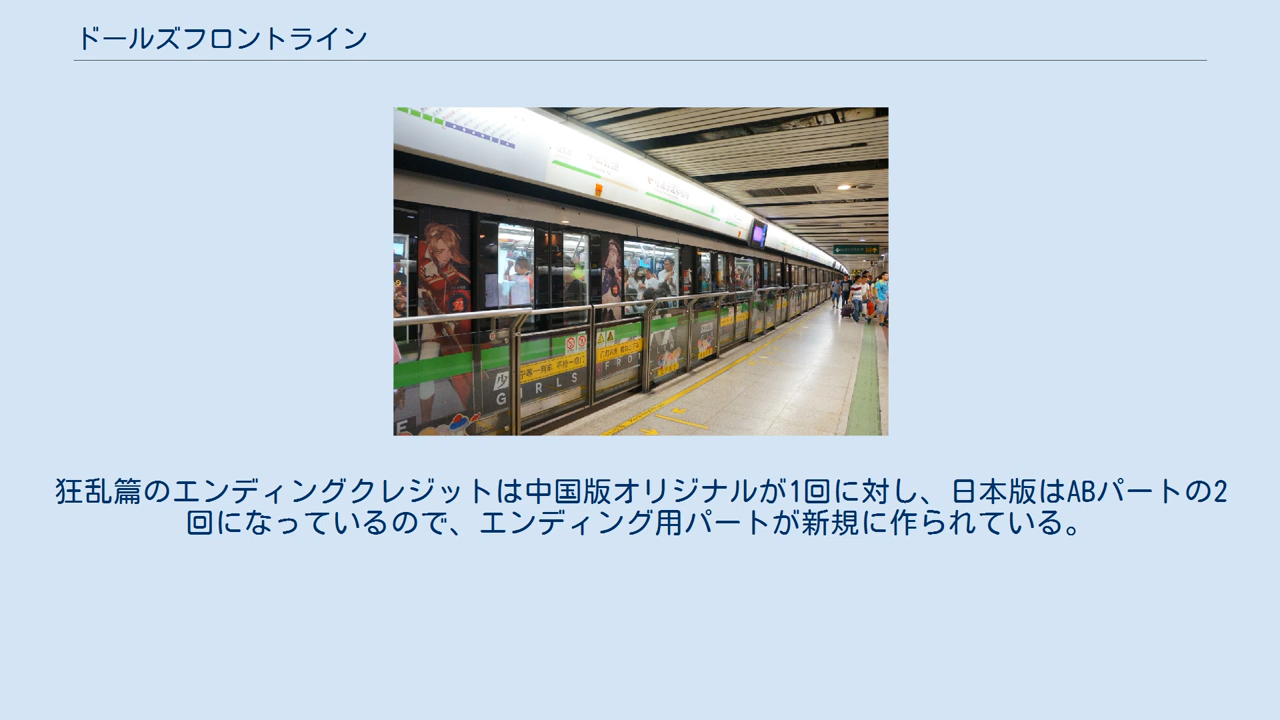 ドールズフロントライン
GIRLS FRO
狂乱篇のエンディングクレジットは中国版オリジナルが1回に対し、日本版はABパートの2
回になっているので、エンディング用パートが新規に作られている。